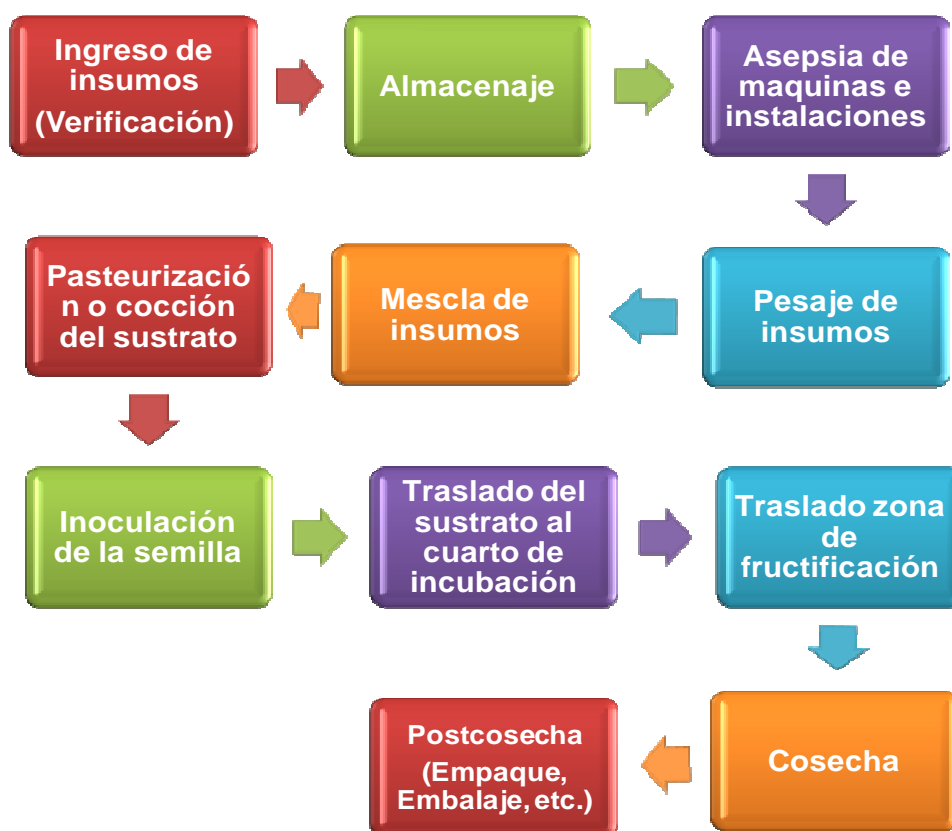 Ingreso de
insumos
(Verificación)
Almacenaje
Asepsia de
maquinas e
instalaciones
Pesaje de
insumos
Mescla de
insumos
Pasteurizació
n o cocción
del sustrato
Inoculación
de la semilla
Traslado del
sustrato al
cuarto de
incubación
Traslado zona
de
fructificación
Cosecha
Postcosecha
(Empaque,
Embalaje, etc.)